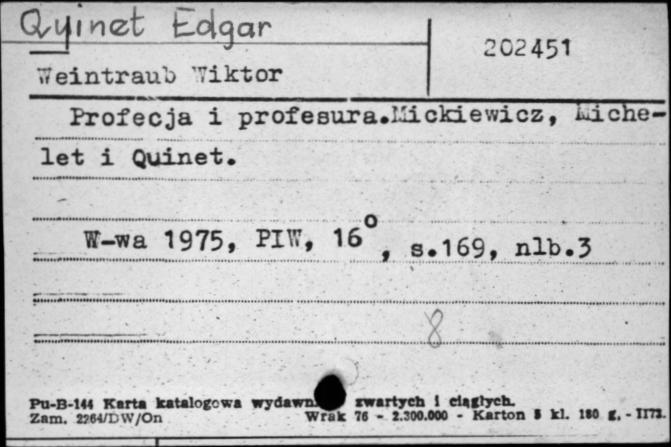 Quinet Edgar
202451
Weintraub Wiktor
Profecja i profesura.Mickiewicz, Miche-
let i Quinet.
W-wa 1975, PIW, 16°, s.169, nlb.3
8
Pu-B-144 Karta katalogowa wydawn zwartych i ciągłych.
Zam. 2264/DW/On Wrak 76 - 2.300.000 - Karton 5 kl. 180 g. - II73.